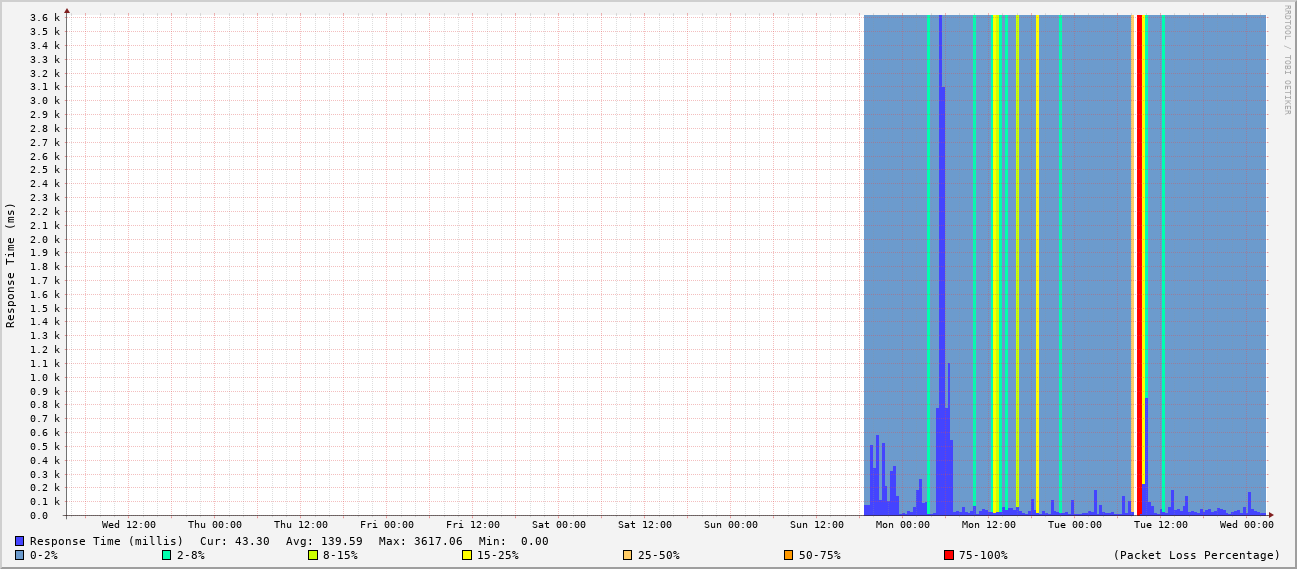 RRDTOOL / TOBI OETIKER
Response Time (ms)
3.6 k
3.5 k
3.4 k
3.3 k
3.2 k
3.1 k
3.0 k
2.9 k
2.8 k
2.7 k
2.6 k
2.5 k
2.4 k
2.3 k
2.2 k
2.1 k
2.0 k
1.9 k
1.8 k
1.7 k
1.6 k
1.5 k
1.4 k
1.3 k
1.2 k
1.1 k
1.0 k
0.9 k
0.8 k
0.7 k
0.6 k
0.5 k
0.4 k
0.3 k
0.2 k
0.1 k
0.0
Wed 12:00 Thu 00:00 Thu 12:00 Fri 00:00 Fri 12:00 Sat 00:00 Sat 12:00 Sun 00:00 Sun 12:00 Mon 00:00 Mon 12:00 Tue 00:00 Tue 12:00 Wed 00:00
Response Time (millis) Cur: 43.30 Avg: 139.59 Max: 3617.06 Min: 0.00
0-2% 2-8% 8-15% 15-25% 25-50% 50-75% 75-100% (Packet Loss Percentage)